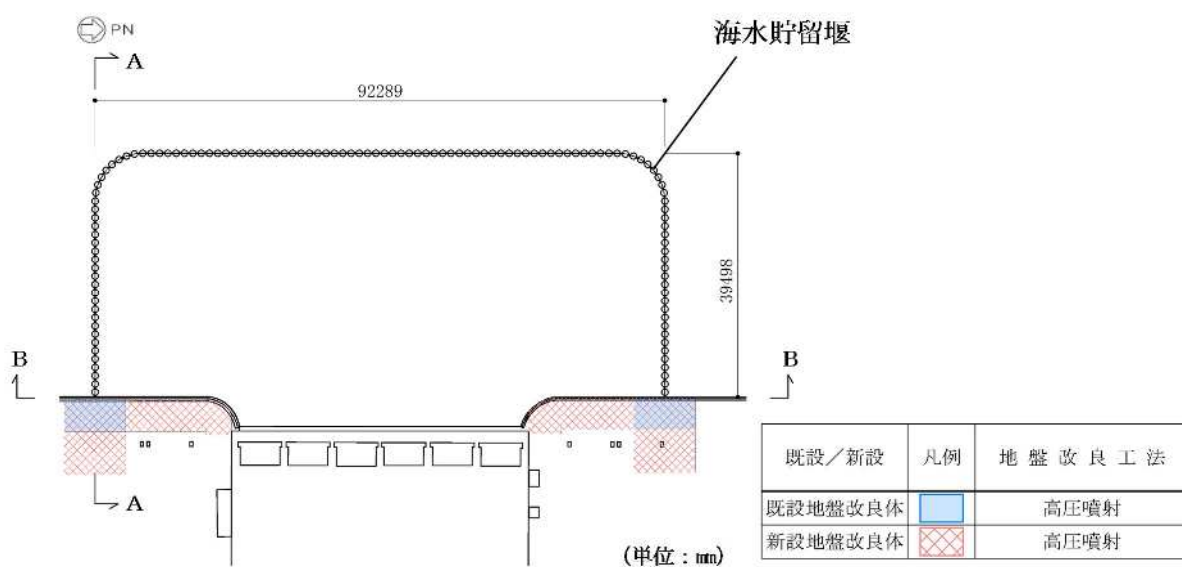 PN
海水貯留堰
A
92289
39498
B
B
A
既設／新設 凡例 地盤改良工法
既設地盤改良体 高圧噴射
新設地盤改良体 高圧噴射
(単位：㎜)